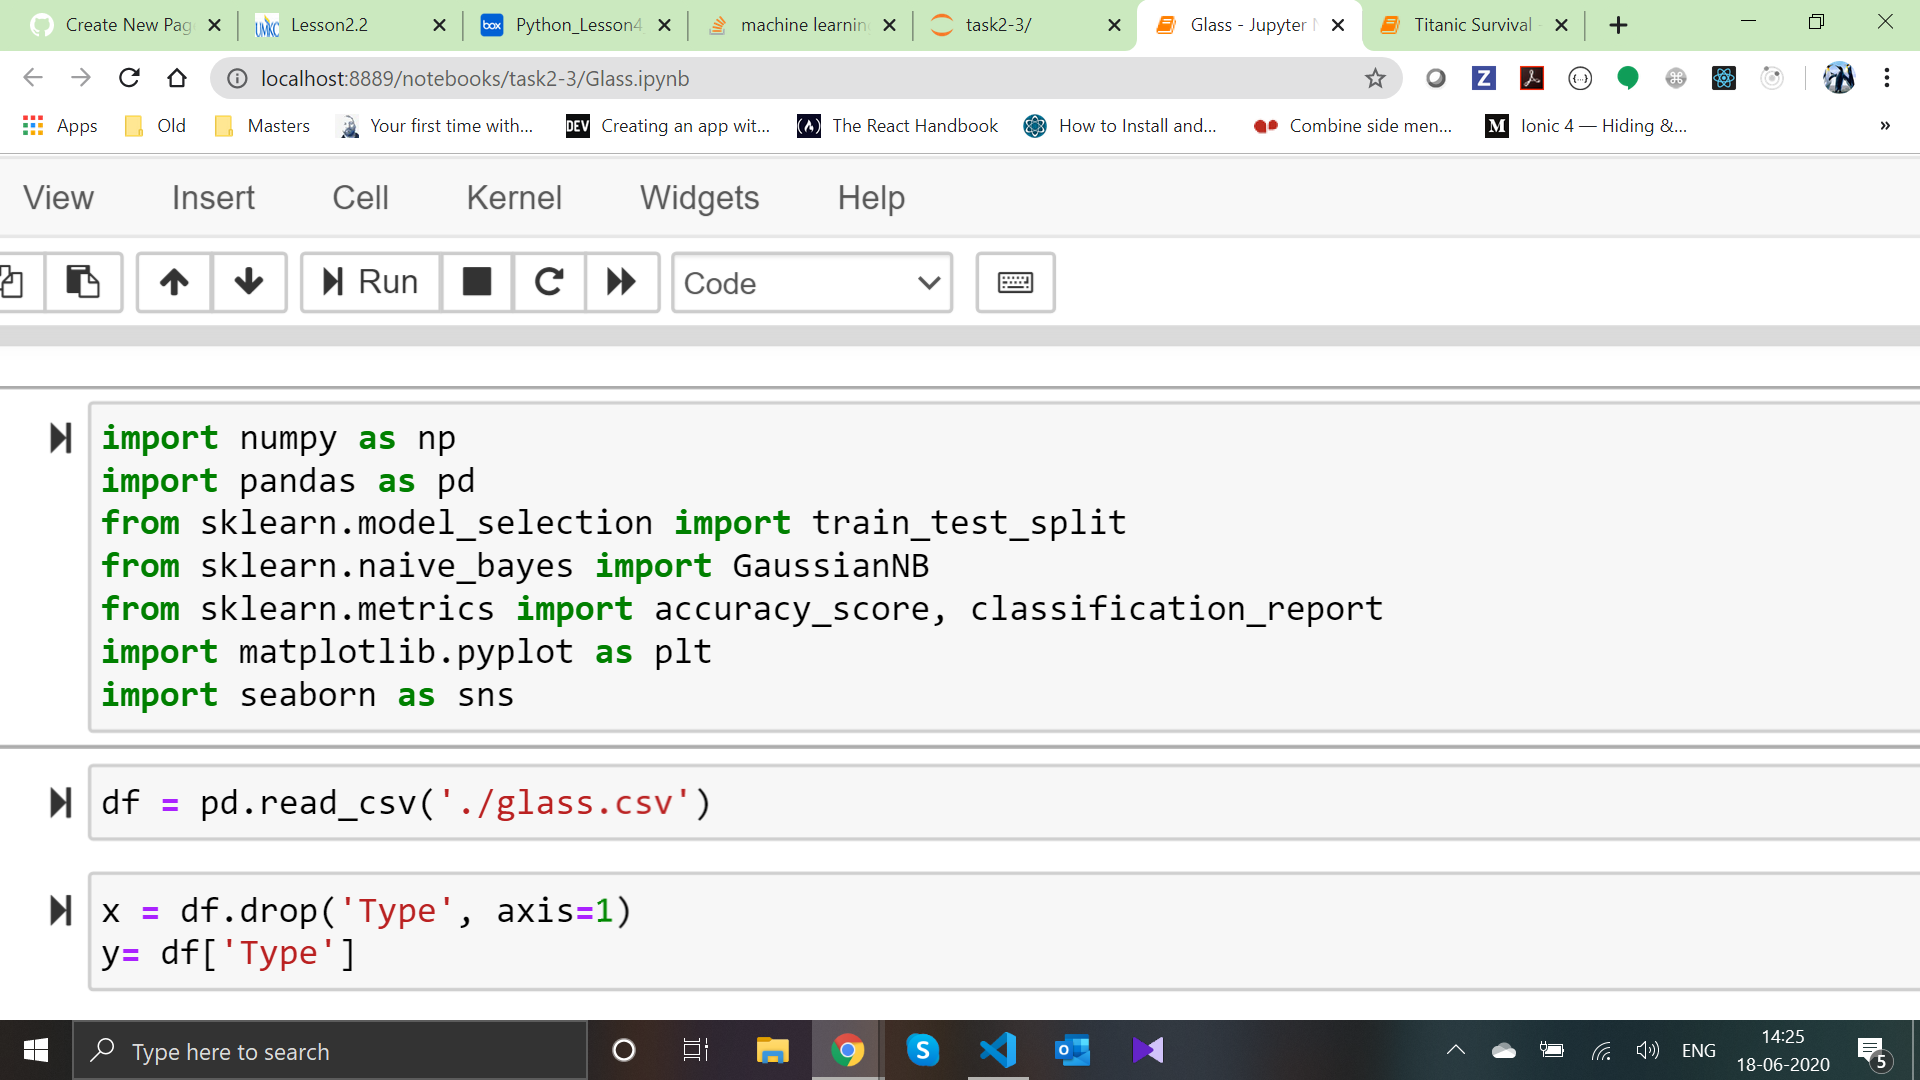 Create New Pag
Lesson2.2
Python_Lesson4
machine learning
task2-3/
Glass - Jupyter N
Titanic Survival -
localhost:8889/notebooks/task2-3/Glass.ipynb
Apps
Old
Masters
Your first time with...
DEV
Creating an app wit...
The React Handbook
How to Install and...
Combine side men...
M
Ionic 4 — Hiding &...
»
View
Insert
Cell
Kernel
Widgets
Help
Run
Code
import numpy as np
import pandas as pd
from sklearn.model_selection import train_test_split
from sklearn.naive_bayes import GaussianNB
from sklearn.metrics import accuracy_score, classification_report
import matplotlib.pyplot as plt
import seaborn as sns
df = pd.read_csv('./glass.csv')
x = df.drop('Type', axis=1)
y= df['Type']
Type here to search
ENG
14:25
18-06-2020
5